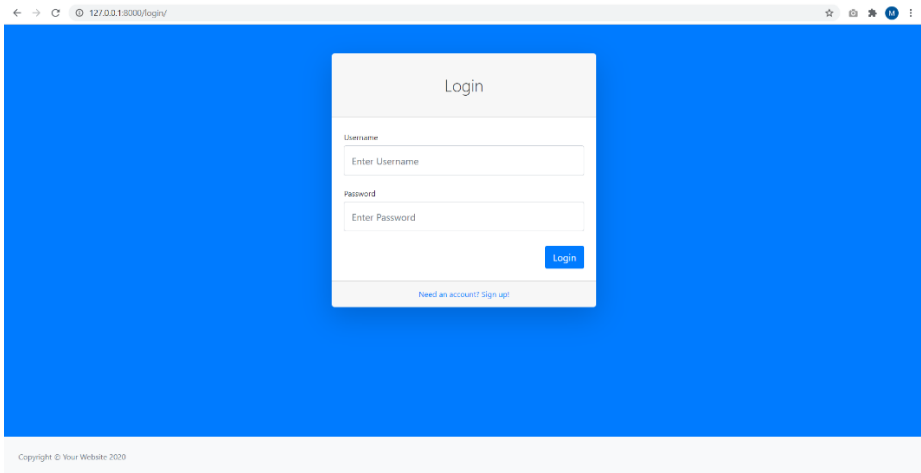 127.0.0.1:8000/login/
M
Login
Username
Enter Username
Password
Enter Password
Login
Need an account? Sign up!
Copyright © Your Website 2020